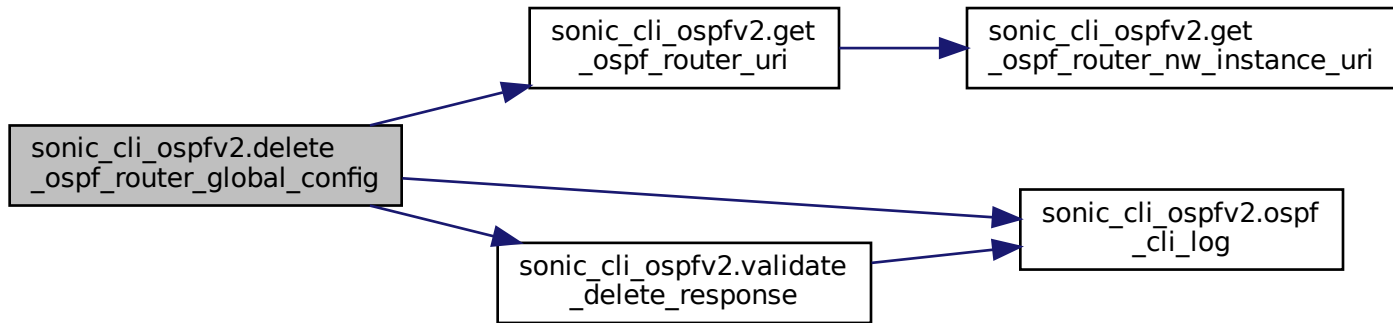 sonic_cli_ospfv2.get
_ospf_router_uri
sonic_cli_ospfv2.get
_ospf_router_nw_instance_uri
sonic_cli_ospfv2.delete
_ospf_router_global_config
sonic_cli_ospfv2.ospf
_cli_log
sonic_cli_ospfv2.validate
_delete_response